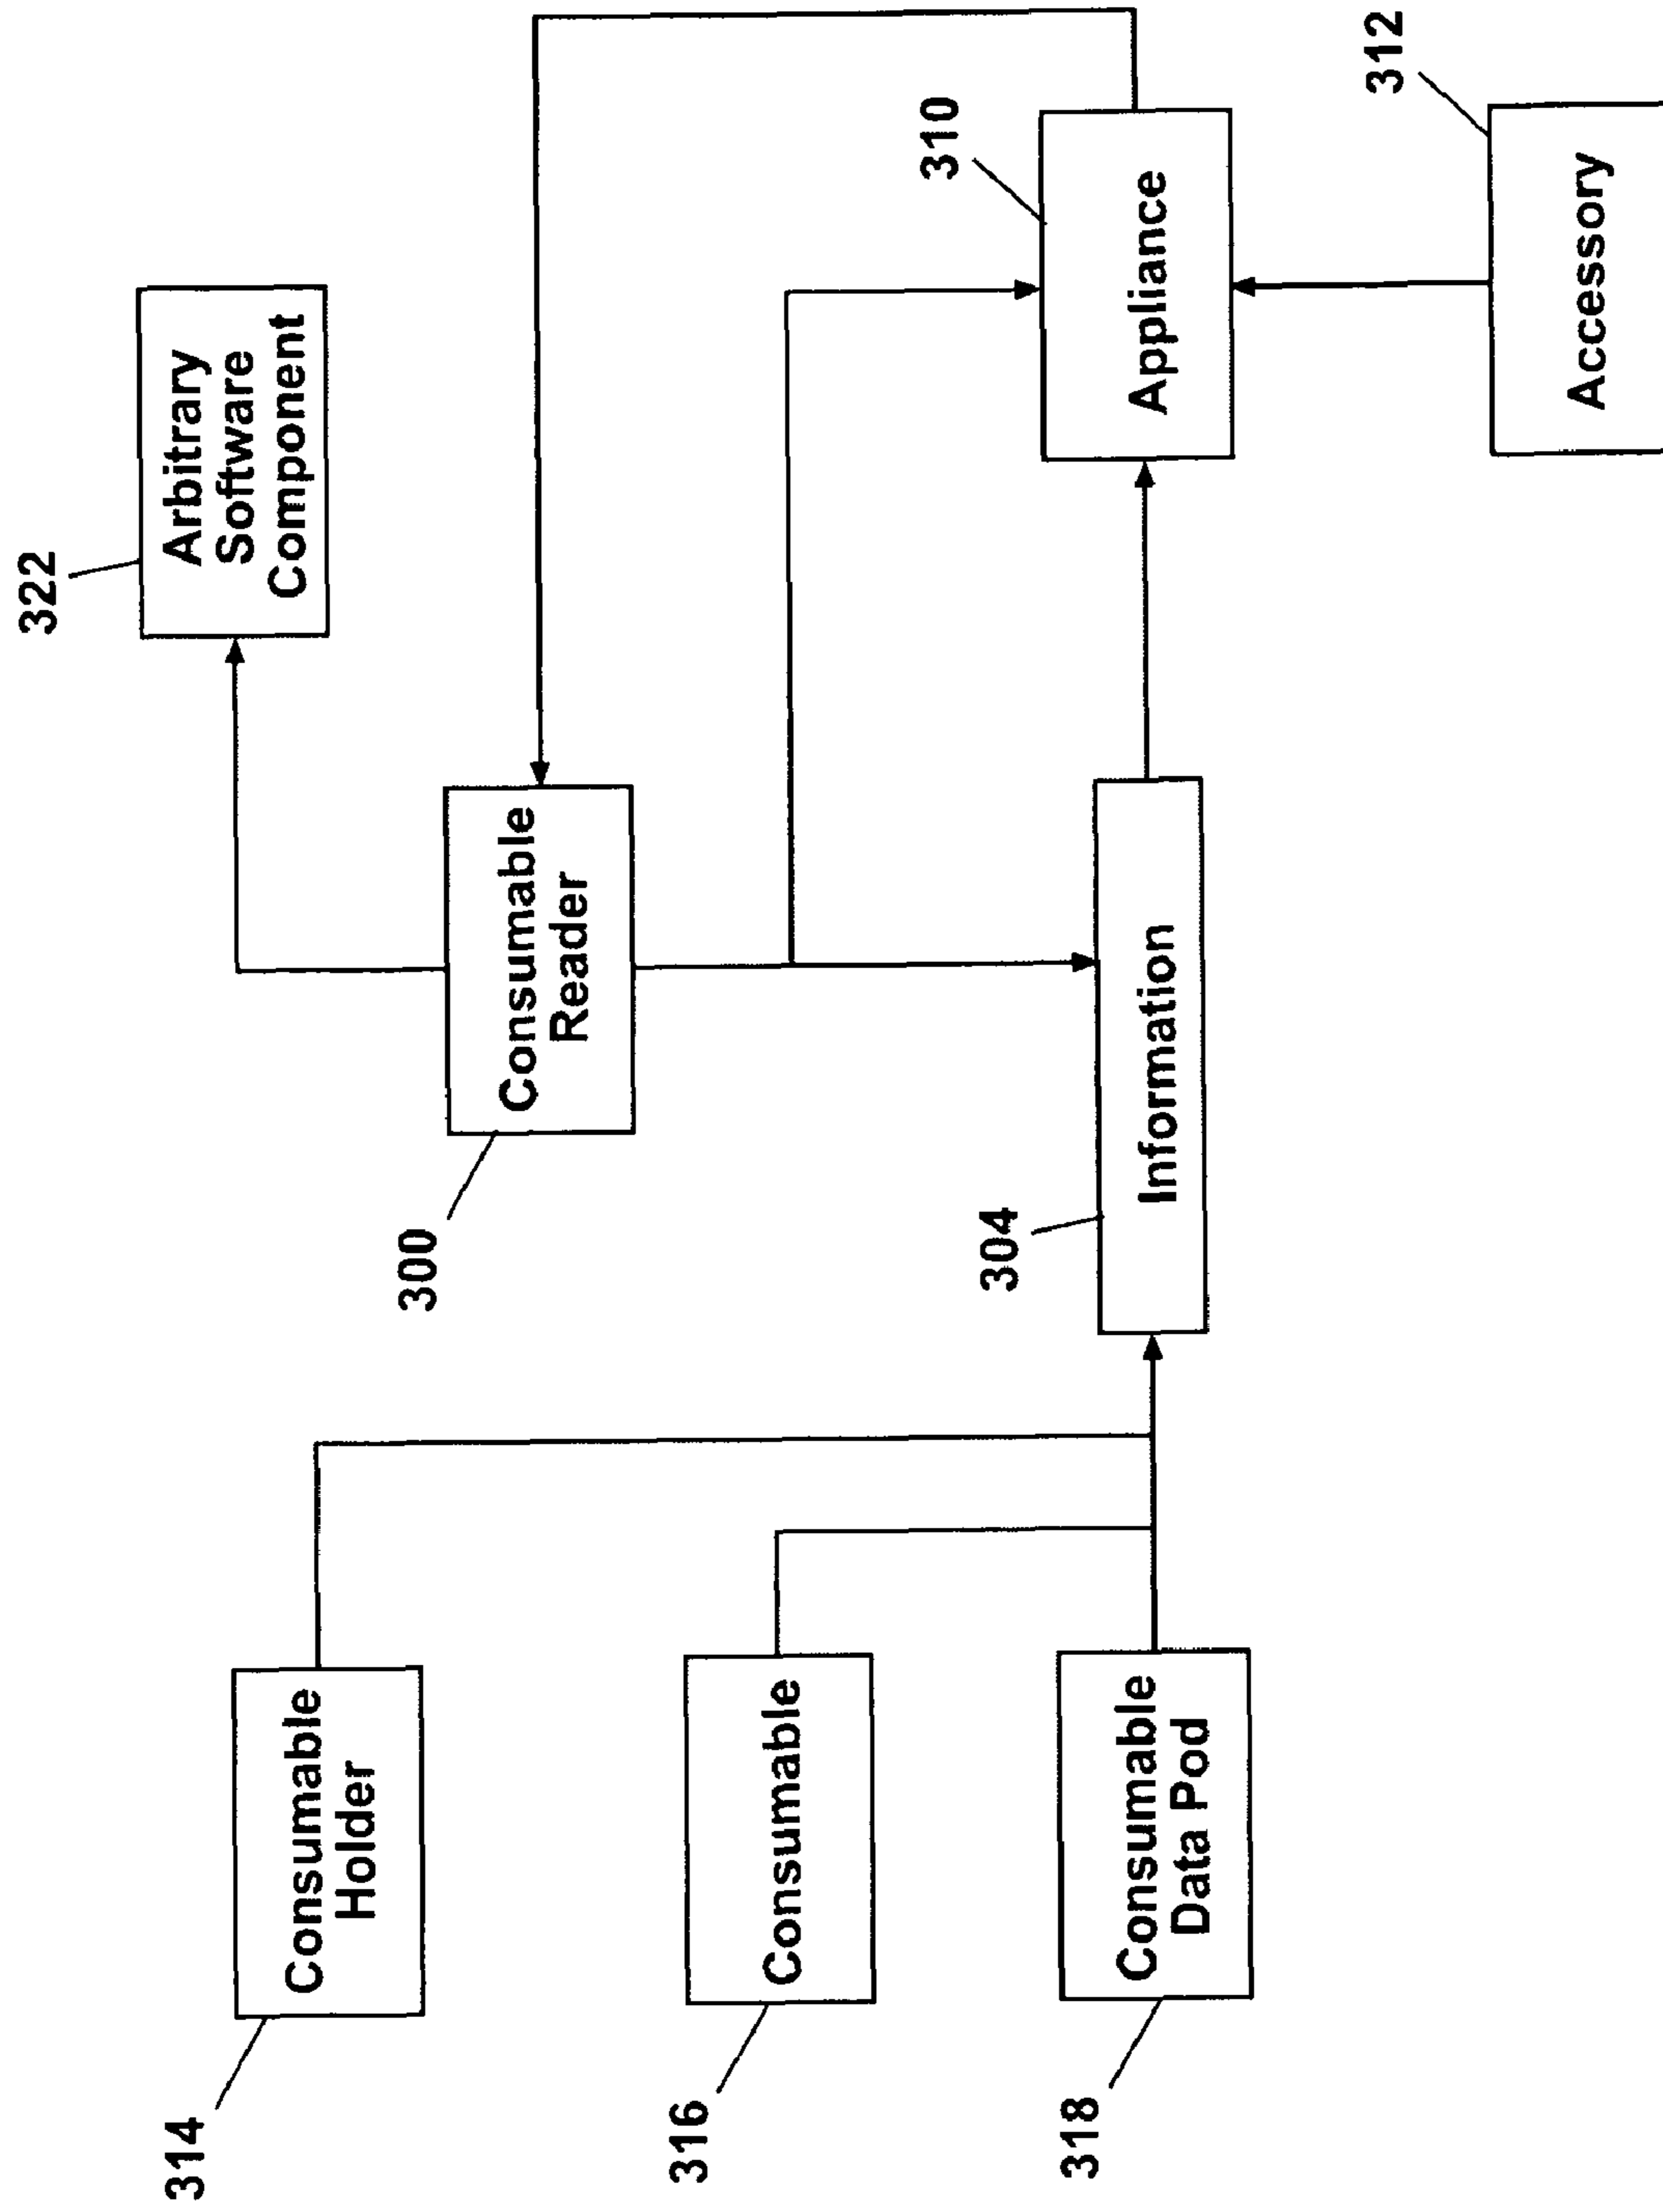 322
Arbitrary
Software
Component
314
Consumable
Holder
300
Consumable
Reader
316
Consumable
310
Appliance
318
Consumable
Data Pod
304
Information
312
Accessory